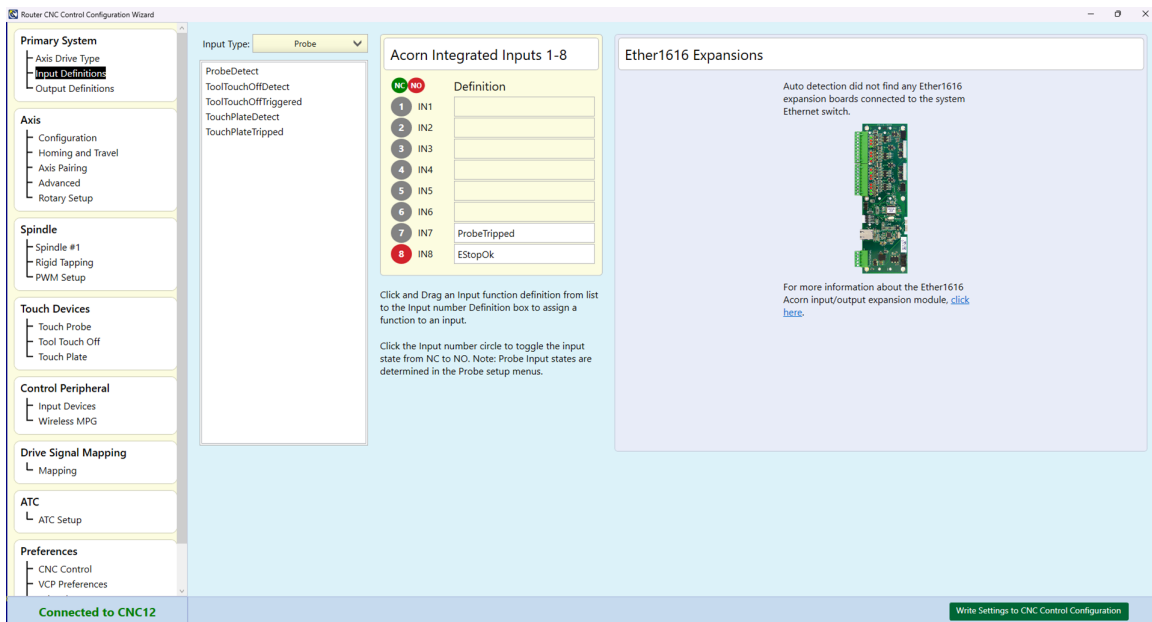 Router CNC Control Configuration Wizard
Primary System
Axis Drive Type
Input Definitions
Output Definitions
Axis
Configuration
Homing and Travel
Axis Pairing
Advanced
Rotary Setup
Spindle
Spindle #1
Rigid Tapping
PWM Setup
Touch Devices
Touch Probe
Tool Touch Off
Touch Plate
Control Peripheral
Input Devices
Wireless MPG
Drive Signal Mapping
Mapping
ATC
ATC Setup
Preferences
CNC Control
VCP Preferences
Connected to CNC12
Input Type: Probe
ProbeDetect
ToolTouchOffDetect
ToolTouchOffTriggered
TouchPlateDetect
TouchPlateTripped
Acorn Integrated Inputs 1-8
NC NO Definition
1 IN1
2 IN2
3 IN3
4 IN4
5 IN5
6 IN6
7 IN7 ProbeTripped
8 IN8 EStopOk
Click and Drag an Input function definition from list
to the Input number Definition box to assign a
function to an input.
Click the Input number circle to toggle the input
state from NC to NO. Note: Probe Input states are
determined in the Probe setup menus.
Ether1616 Expansions
Auto detection did not find any Ether1616
expansion boards connected to the system
Ethernet switch.
For more information about the Ether1616
Acorn input/output expansion module, click
here.
Write Settings to CNC Control Configuration